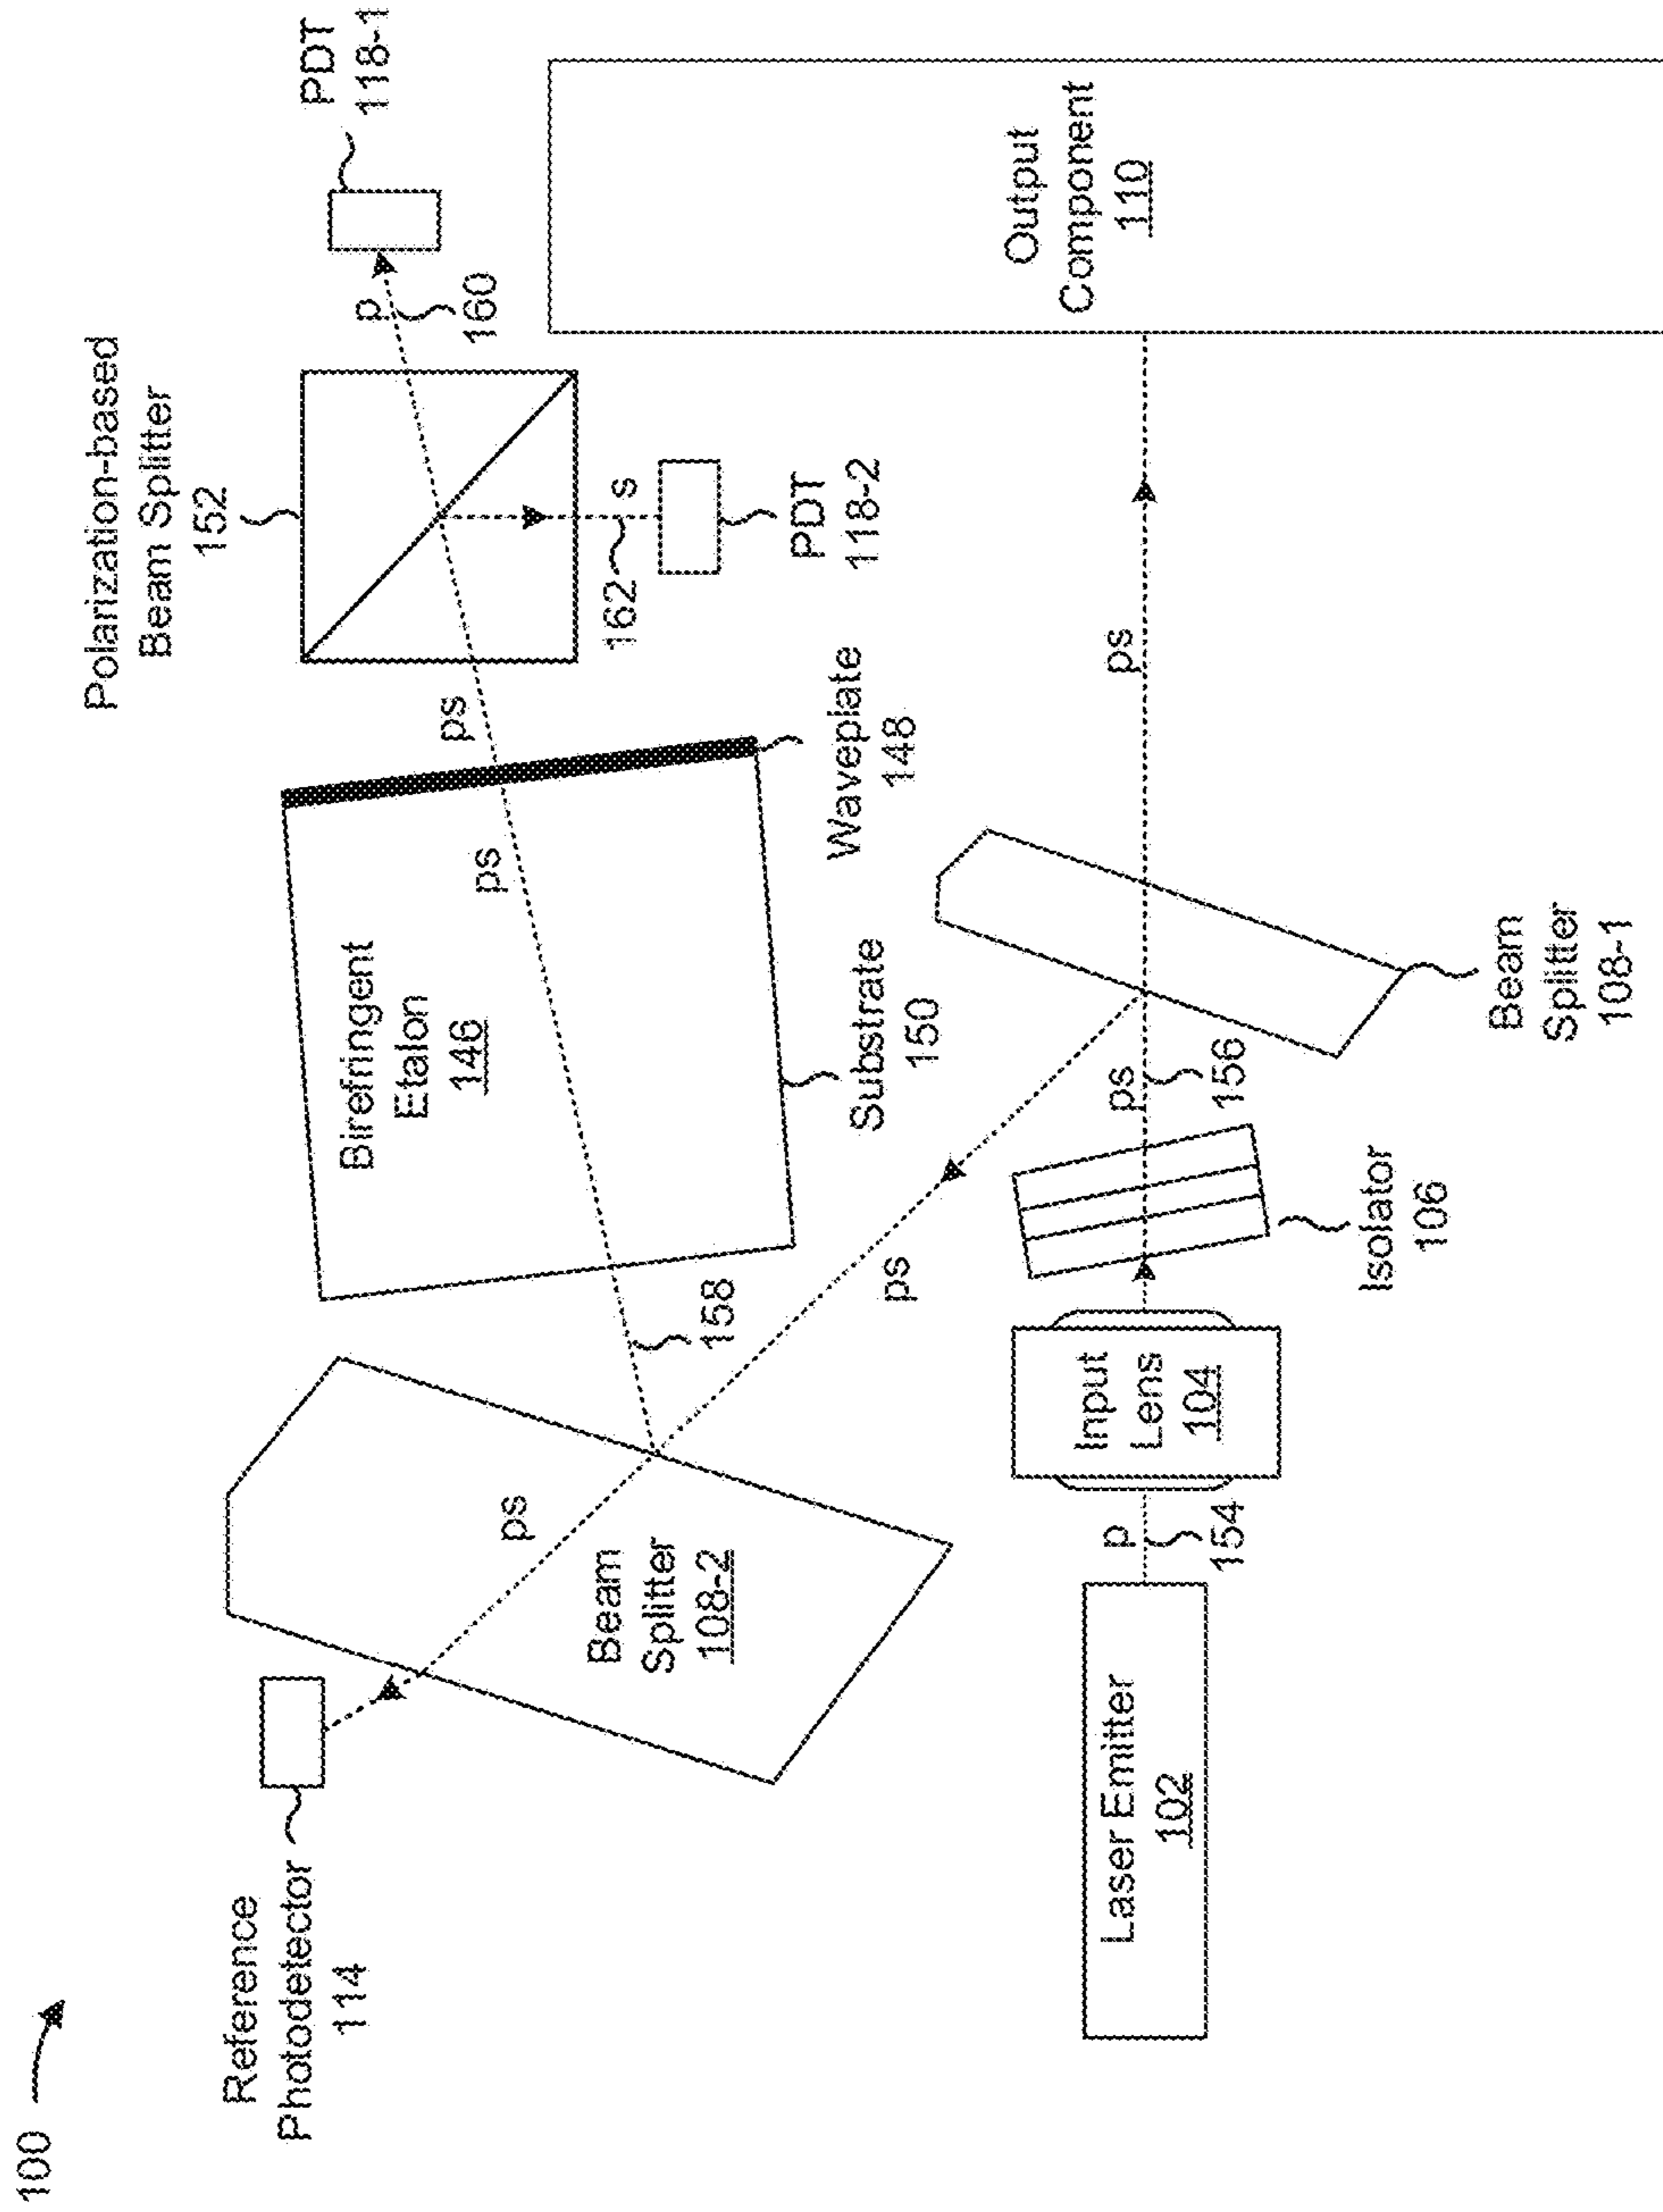 100
Reference
Photodetector
114
Polarization-based
Beam Splitter
152
PDT
118-1
p
160
Birefringent
Etalon
146
ps
ps
ps
162
s
PDT
118-2
Beam
Splitter
108-2
158
Substrate
150
Waveplate
148
ps
Laser Emitter
102
p
154
Input
Lens
104
Isolator
106
ps
156
Beam
Splitter
108-1
ps
Output
Component
110